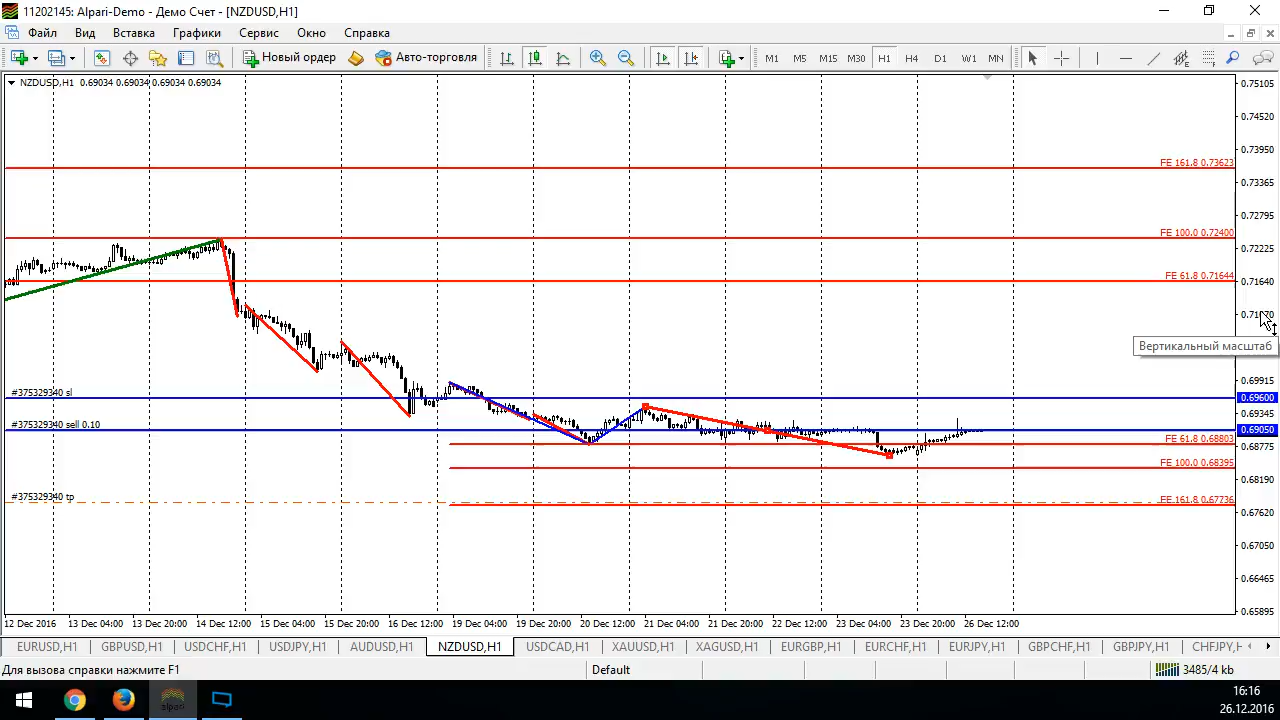 11202145: Alpari-Demo - Демо Счет - [NZDUSD,H1]
Файл Вид Вставка Графики Сервис Окно Справка
Новый ордер Авто-торговля M1 M5 M15 M30 H1 H4 D1 W1 MN
NZDUSD,H1 0.69034 0.69034 0.69034 0.69034
0.75105
0.74520
0.73950
FE 161.8 0.73623
0.73365
0.72795
FE 100.0 0.72400
0.72225
FE 61.8 0.71644
0.71640
Вертикальный масштаб
0.69915
#375329340 sl
0.69600
0.69345
#375329340 sell 0.10
0.69050
FE 61.8 0.68803
0.68775
FE 100.0 0.68395
0.68190
#375329340 tp
FE 161.8 0.67736
0.67620
0.67050
0.66465
0.65895
12 Dec 2016 13 Dec 04:00 13 Dec 20:00 14 Dec 12:00 15 Dec 04:00 15 Dec 20:00 16 Dec 12:00 19 Dec 04:00 19 Dec 20:00 20 Dec 12:00 21 Dec 04:00 21 Dec 20:00 22 Dec 12:00 23 Dec 04:00 23 Dec 20:00 26 Dec 12:00
EURUSD,H1 GBPUSD,H1 USDCHF,H1 USDJPY,H1 AUDUSD,H1 NZDUSD,H1 USDCAD,H1 XAUUSD,H1 XAGUSD,H1 EURGBP,H1 EURCHF,H1 EURJPY,H1 GBPCHF,H1 GBPJPY,H1 CHFJPY,H
Для вызова справки нажмите F1 Default 3485/4 kb
alpari
16:16
26.12.2016